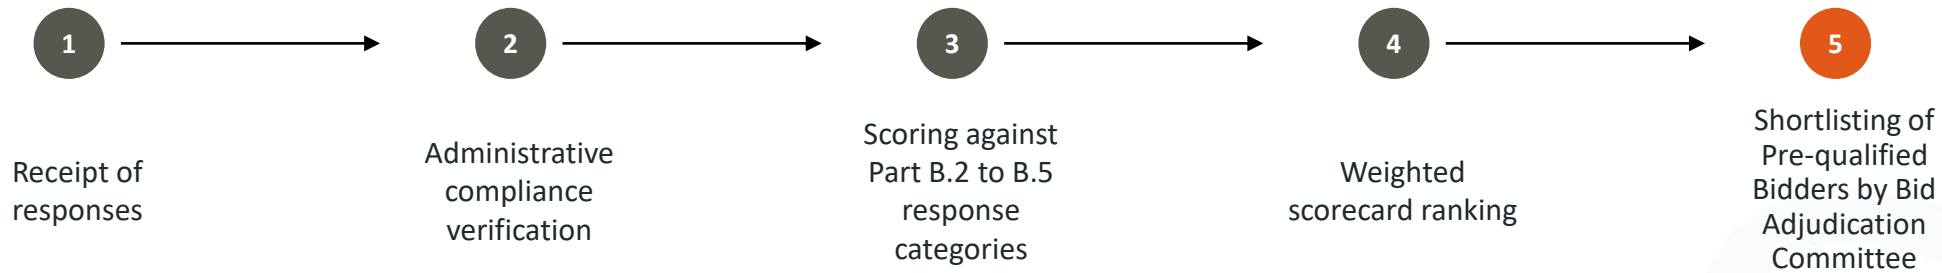 1
Receipt of
responses
2
Administrative
compliance
verification
3
Scoring against
Part B.2 to B.5
response
categories
4
Weighted
scorecard ranking
5
Shortlisting of
Pre-qualified
Bidders by Bid
Adjudication
Committee